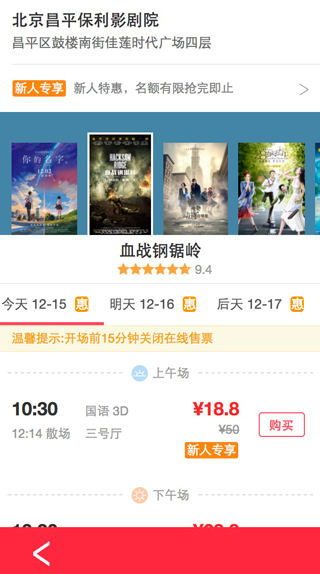 北京昌平保利影剧院
昌平区鼓楼南街佳莲时代广场四层
新人专享 新人特惠，名额有限抢完即止
你的名字
12.02
HACKSAW
RIDGE
血战钢锯岭
血战钢锯岭
9.4
今天 12-15 惠 明天 12-16 惠 后天 12-17 惠
温馨提示:开场前15分钟关闭在线售票
上午场
10:30 国语 3D ¥18.8 购买
12:14 散场 三号厅 ¥50
新人专享
下午场